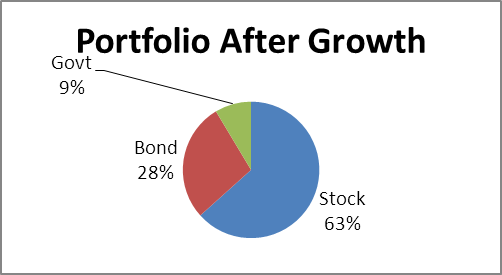 Portfolio After Growth
Govt
9%
Bond
28%
Stock
63%